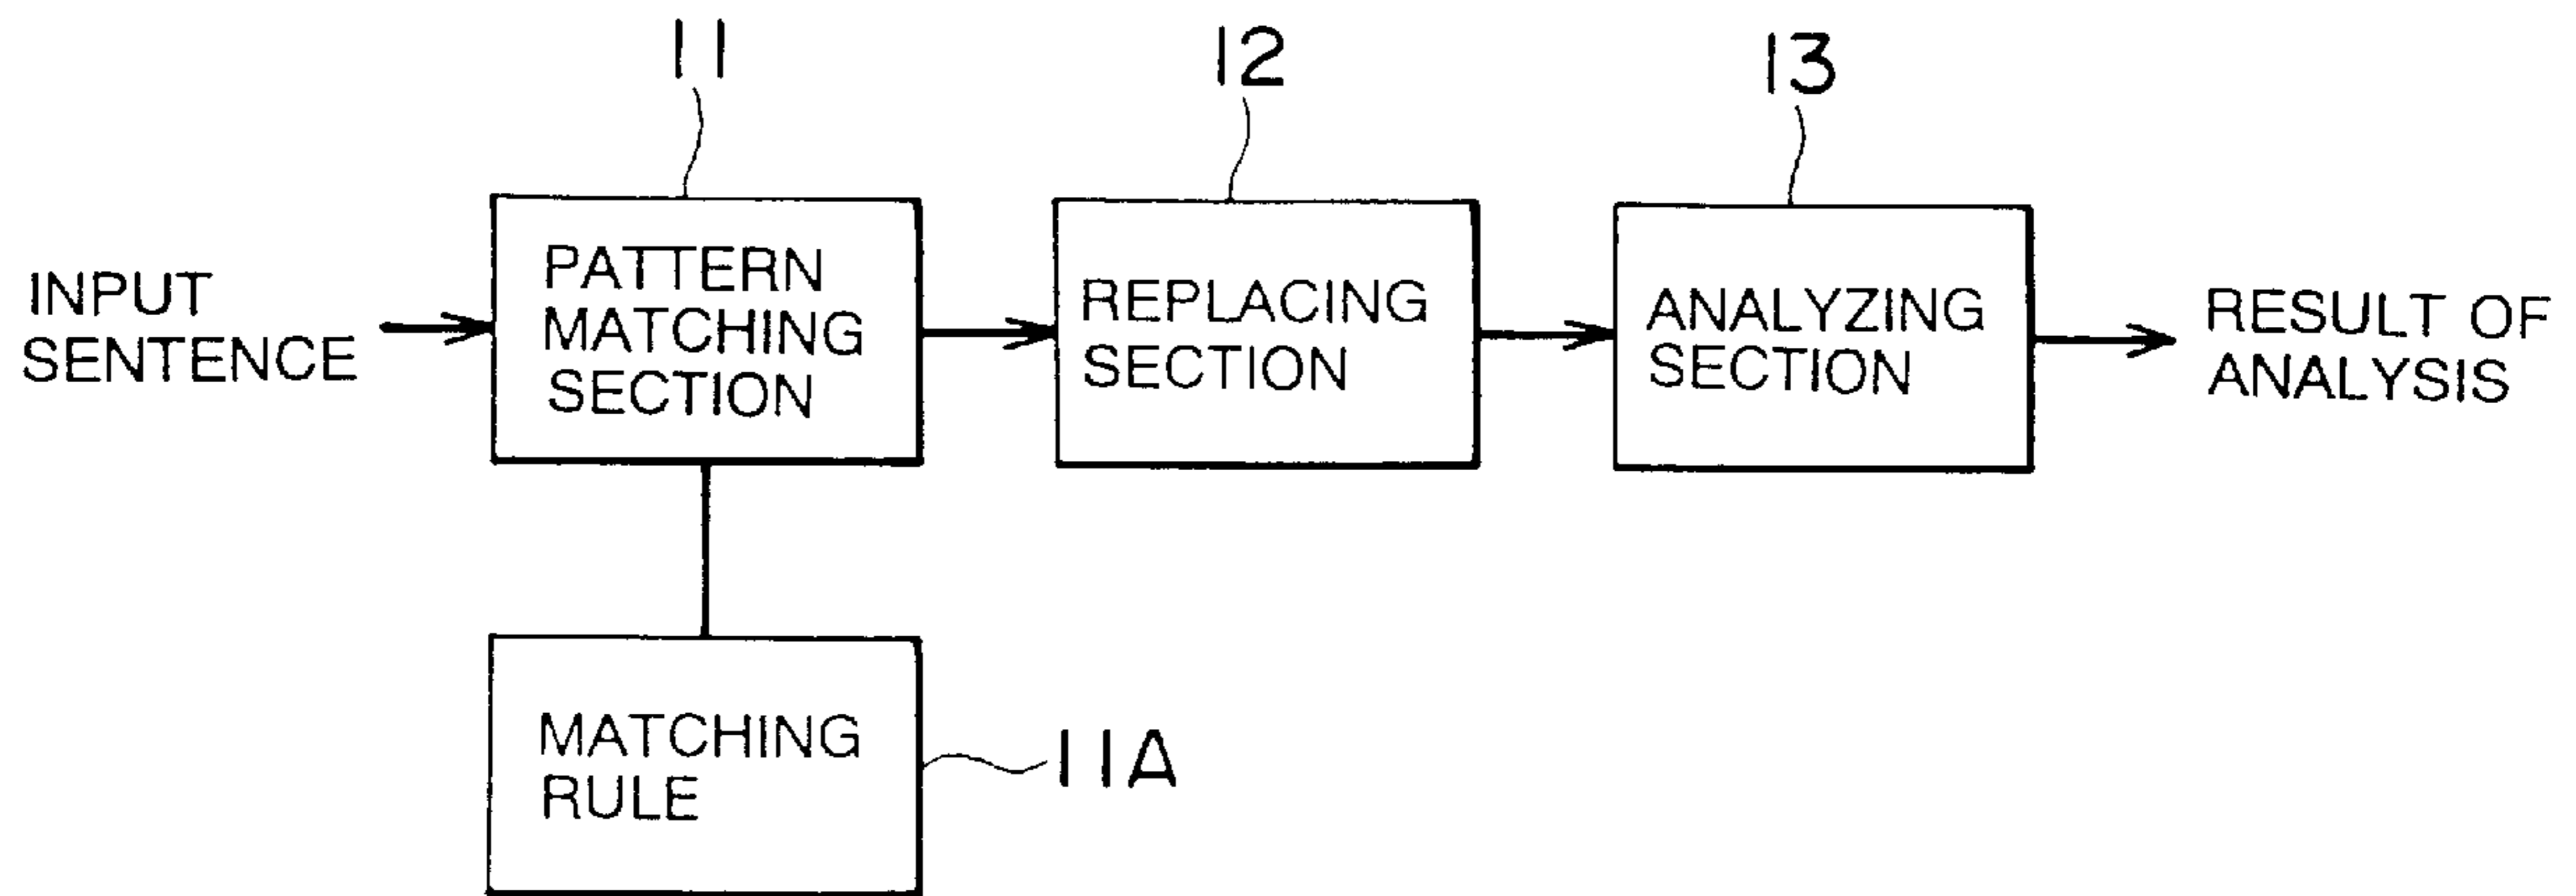 11
12
13
INPUT
SENTENCE
PATTERN
MATCHING
SECTION
REPLACING
SECTION
ANALYZING
SECTION
RESULT OF
ANALYSIS
MATCHING
RULE
11A